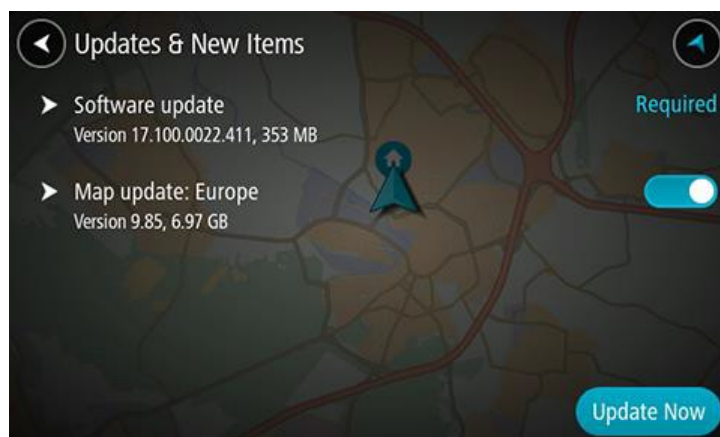 Updates & New Items
Software update
Required
Version 17.100.0022.411, 353 MB
Map update: Europe
Version 9.85, 6.97 GB
Update Now